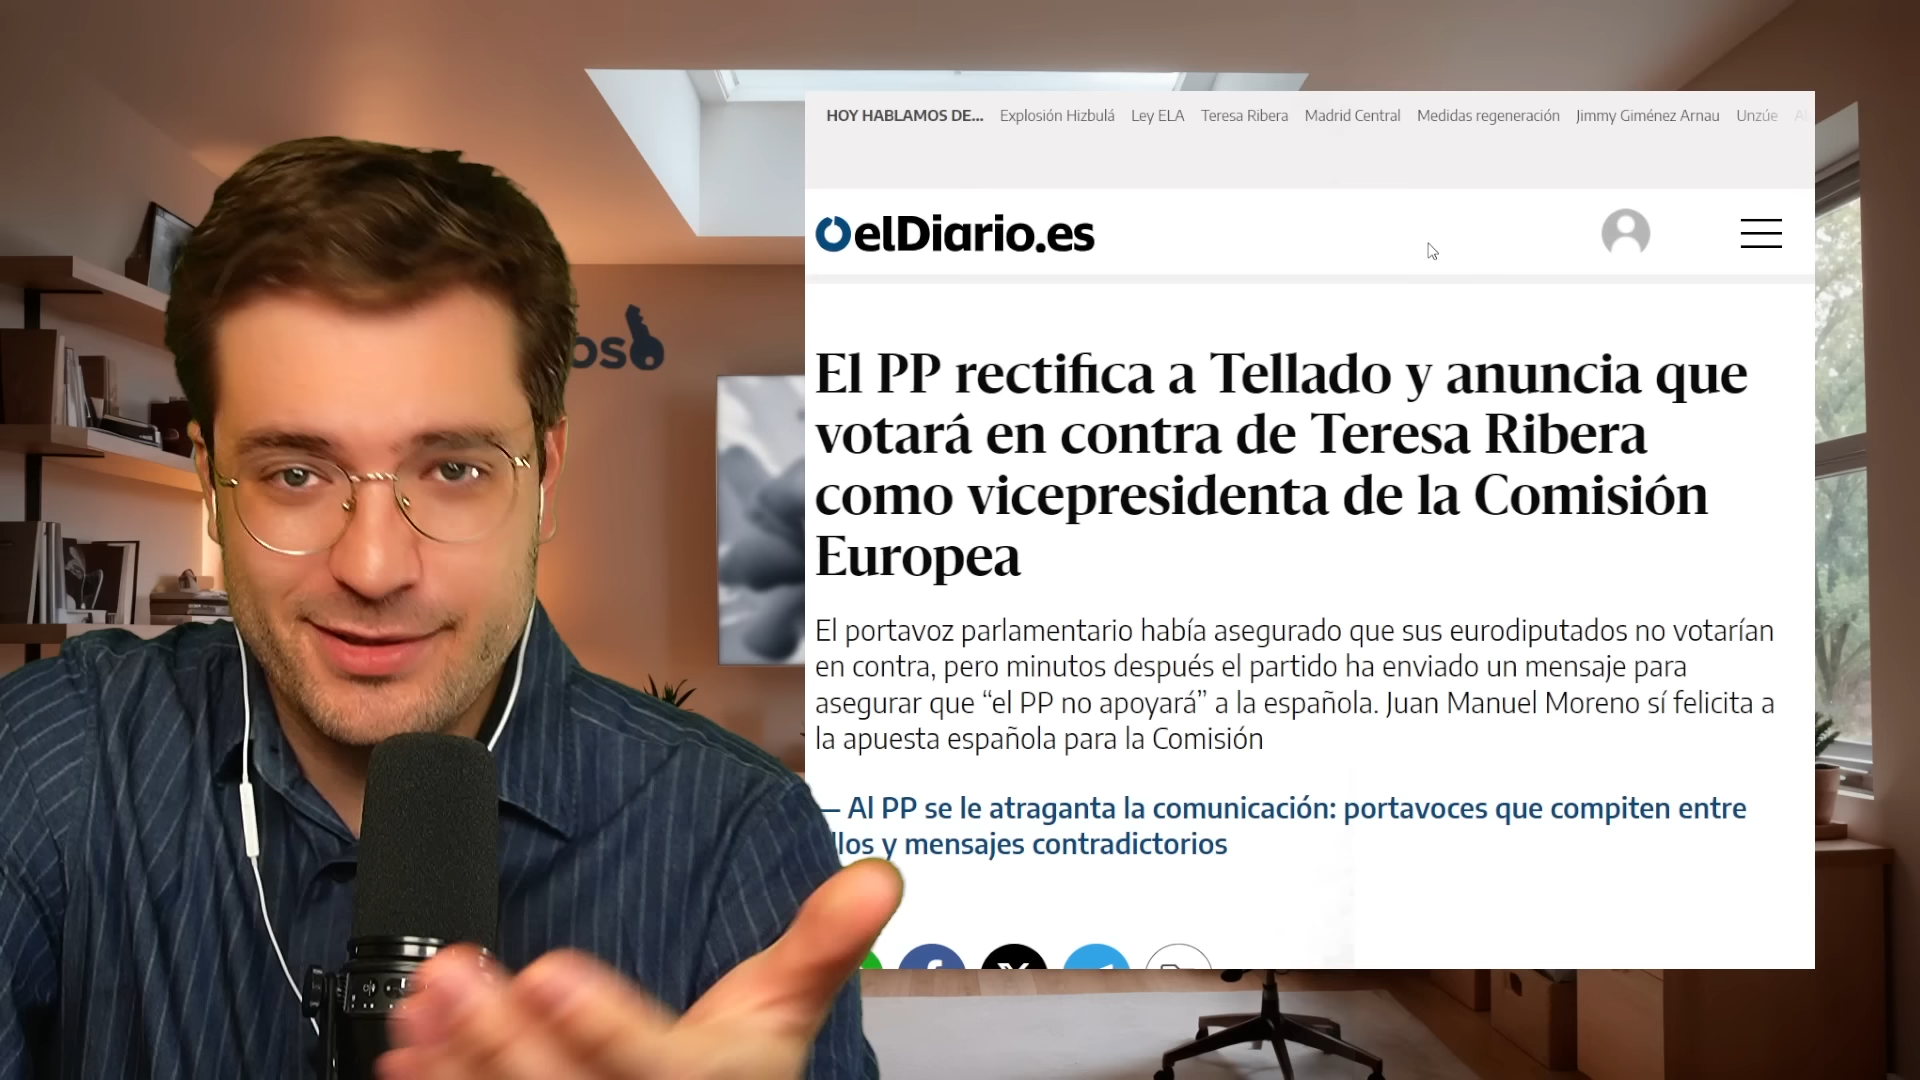 HOY HABLAMOS DE... Explosión Hizbulá Ley ELA Teresa Ribera Madrid Central Medidas regeneración Jimmy Giménez Arnau Unzúe
elDiario.es
os
El PP rectifica a Tellado y anuncia que
votará en contra de Teresa Ribera
como vicepresidenta de la Comisión
Europea
El portavoz parlamentario había asegurado que sus eurodiputados no votarían
en contra, pero minutos después el partido ha enviado un mensaje para
asegurar que “el PP no apoyará” a la española. Juan Manuel Moreno sí felicita a
la apuesta española para la Comisión
— Al PP se le atraganta la comunicación: portavoces que compiten entre
llos y mensajes contradictorios